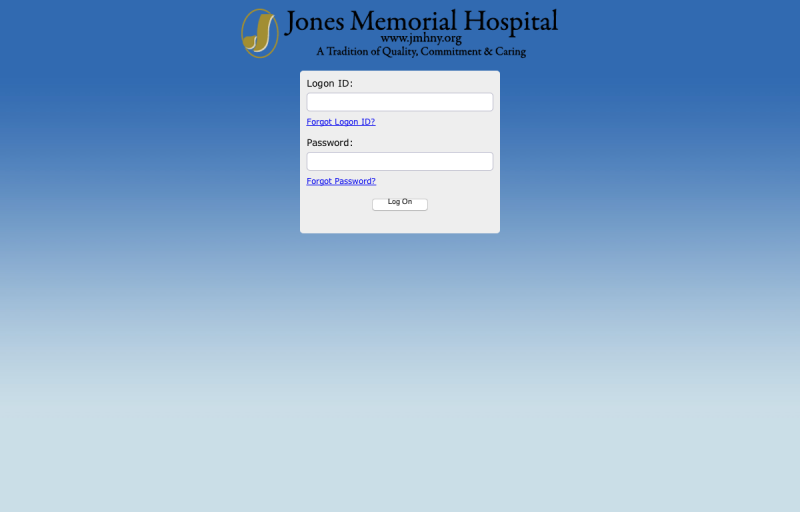 Jones Memorial Hospital
www.jmhny.org
A Tradition of Quality, Commitment & Caring
Logon ID:
Forgot Logon ID?
Password:
Forgot Password?
Log On